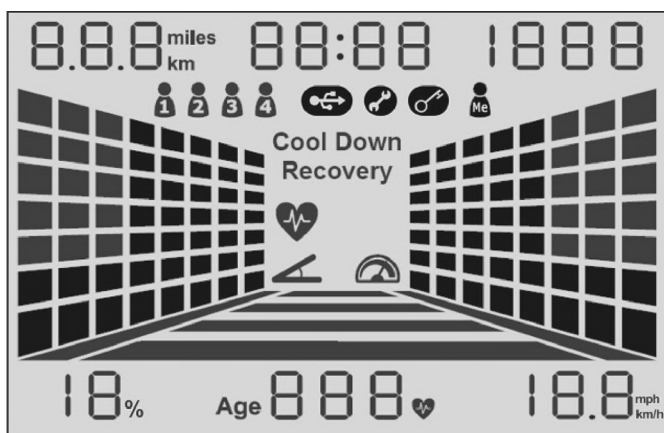 8.8.8 miles km 88:88 1888
1 2 3 4 Me
Cool Down
Recovery
18% Age 888 18.8 mph km/h